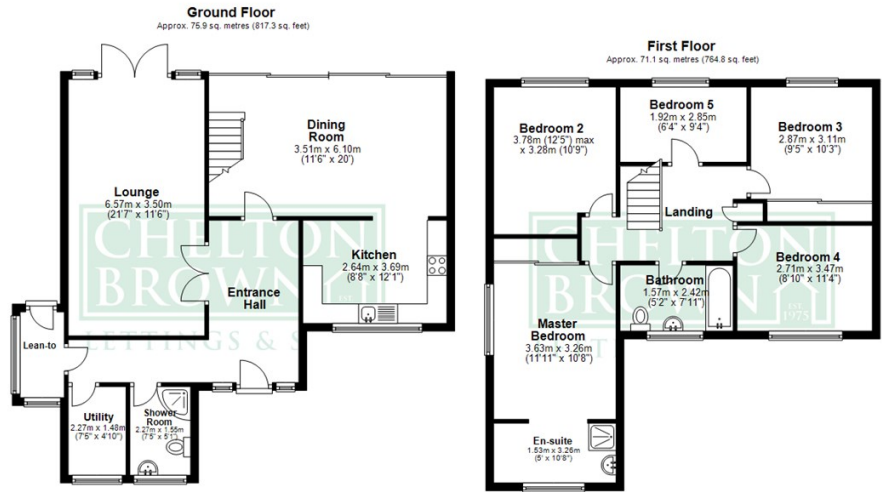 Ground Floor
Approx. 75.9 sq. metres (817.3 sq. feet)
Dining
Room
3.51m x 6.10m
(11'6" x 20')
Lounge
6.57m x 3.50m
(21'7" x 11'6")
Kitchen
2.64m x 3.69m
(8'8" x 12'1")
Entrance
Hall
Lean-to
Utility
2.27m x 1.48m
(7'5" x 4'10")
Shower
Room
2.27m x 1.55m
(7'5" x 5'1")
CHELTON
BROWN
LETTINGS & S
First Floor
Approx. 71.1 sq. metres (764.8 sq. feet)
Bedroom 2
3.78m (12'5") max
x 3.28m (10'9")
Bedroom 5
1.92m x 2.85m
(6'4" x 9'4")
Bedroom 3
2.87m x 3.11m
(9'5" x 10'3")
Landing
Bedroom 4
2.71m x 3.47m
(8'10" x 11'4")
Bathroom
1.57m x 2.42m
(5'2" x 7'11")
Master
Bedroom
3.63m x 3.26m
(11'11" x 10'8")
En-suite
1.53m x 3.26m
(5' x 10'8")
CHELTON
BROWN
EST
1975